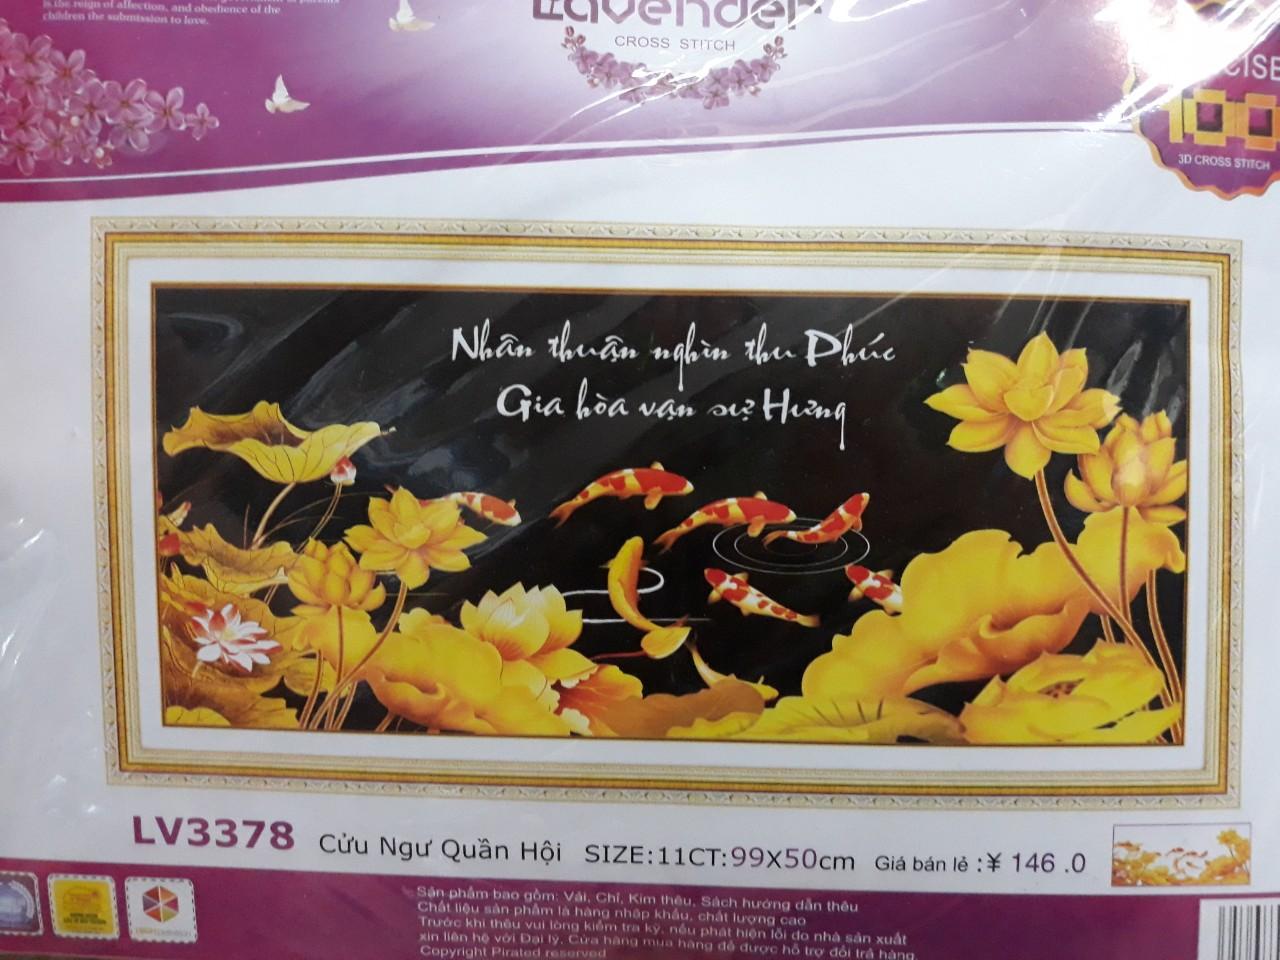 is the reign of affection, and obedience of the
children the submission to love.
Lavender
CROSS STITCH
100
3D CROSS STITCH
Nhân thuận nghìn thu Phúc
Gia hòa vạn sự Hưng
LV3378 Cửu Ngư Quần Hội SIZE:11CT:99X50cm Giá bán lẻ :¥ 146 .0
Sản phẩm bao gồm: Vải, Chỉ, Kim thêu, Sách hướng dẫn thêu
Chất liệu sản phẩm là hàng nhập khẩu, chất lượng cao
Trước khi thêu vui lòng kiểm tra kỹ, nếu phát hiện lỗi do nhà sản xuất
xin liên hệ với Đại lý, Cửa hàng mua hàng để được hỗ trợ đổi trả hàng.
Copyright Pirated reserved